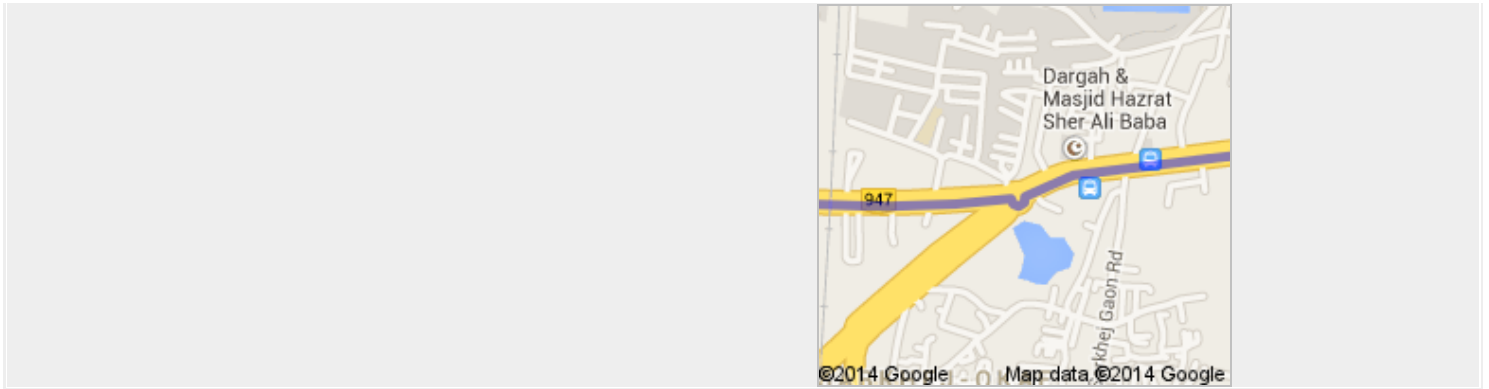 Dargah &
Masjid Hazrat
Sher Ali Baba
947
Gaon Rd
©2014 Google
Map data ©2014 Google